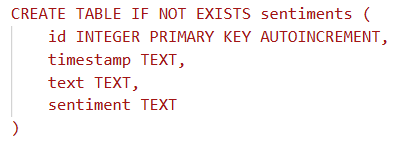 CREATE TABLE IF NOT EXISTS sentiments (
    id INTEGER PRIMARY KEY AUTOINCREMENT,
    timestamp TEXT,
    text TEXT,
    sentiment TEXT
)